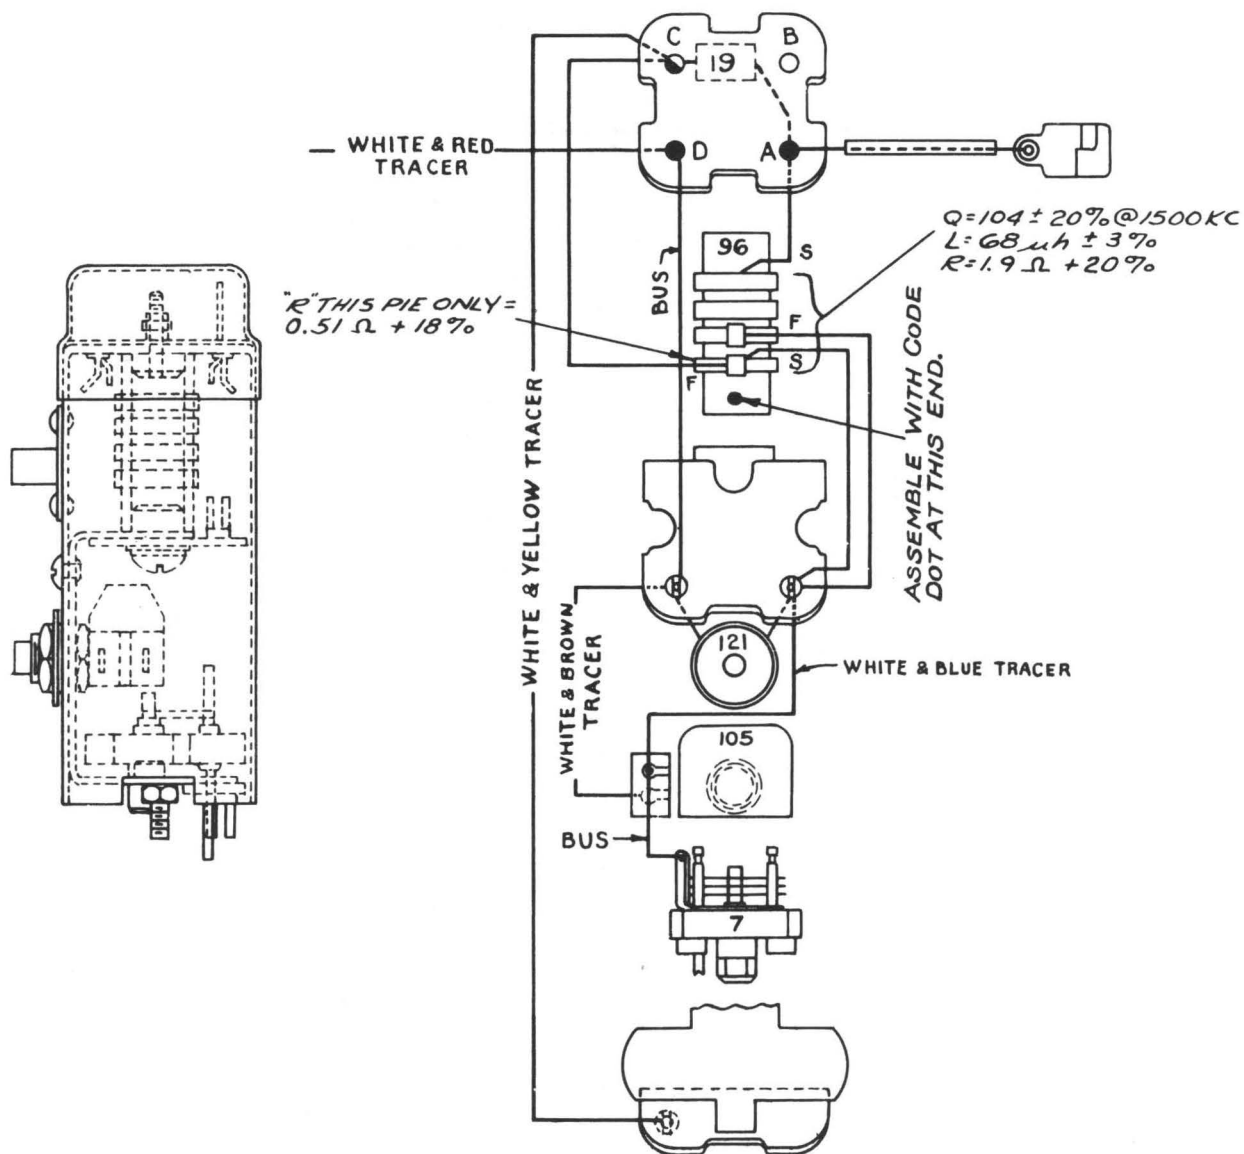 C
B
19
WHITE & RED
TRACER
D
A
Q=104 ± 20% @ 1500 KC
L=68 μh ± 3%
R=1.9 Ω + 20%
96
S
BUS
"R" THIS PIE ONLY =
0.51 Ω + 18%
F
S
F
ASSEMBLE WITH CODE
DOT AT THIS END.
WHITE & YELLOW TRACER
WHITE & BROWN
TRACER
121
WHITE & BLUE TRACER
105
BUS
7